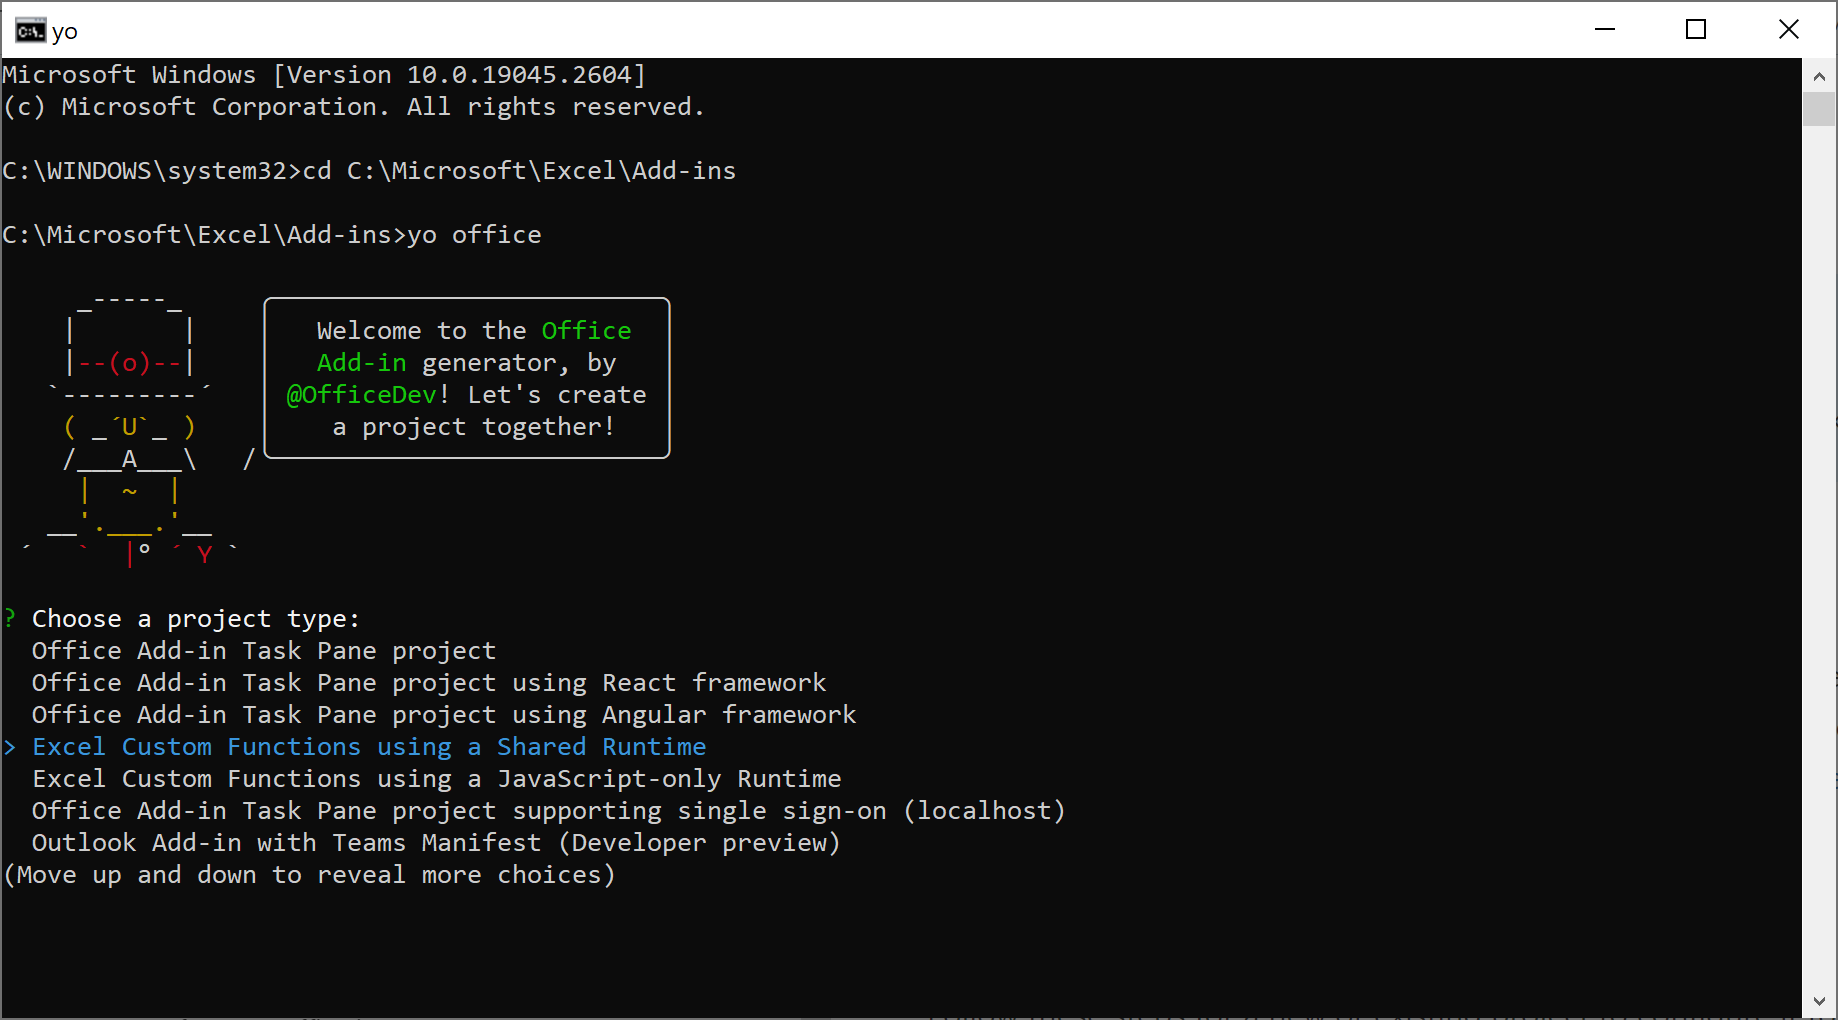 yo
Microsoft Windows [Version 10.0.19045.2604]
(c) Microsoft Corporation. All rights reserved.
C:\WINDOWS\system32>cd C:\Microsoft\Excel\Add-ins
C:\Microsoft\Excel\Add-ins>yo office
Welcome to the Office
Add-in generator, by
@OfficeDev! Let's create
a project together!
? Choose a project type:
Office Add-in Task Pane project
Office Add-in Task Pane project using React framework
Office Add-in Task Pane project using Angular framework
> Excel Custom Functions using a Shared Runtime
Excel Custom Functions using a JavaScript-only Runtime
Office Add-in Task Pane project supporting single sign-on (localhost)
Outlook Add-in with Teams Manifest (Developer preview)
(Move up and down to reveal more choices)